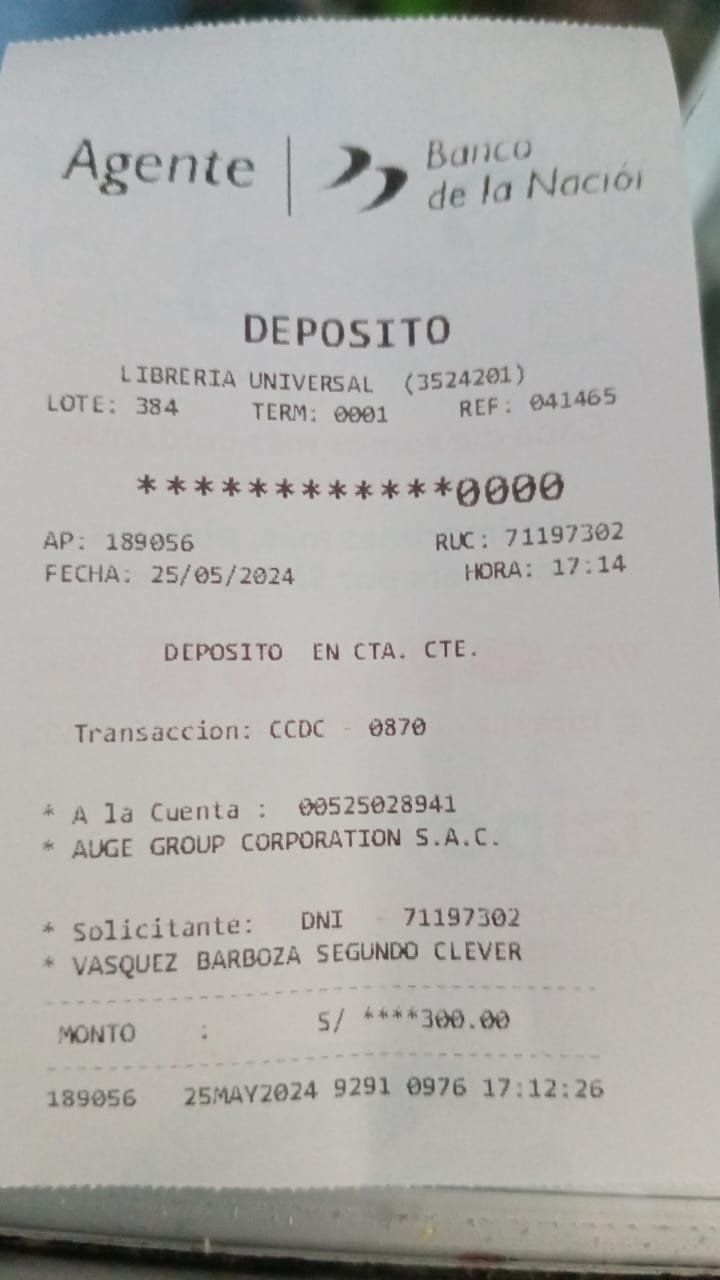 Agente
Banco
de la Nación
DEPOSITO
LIBRERIA UNIVERSAL (3524201)
LOTE: 384 TERM: 0001 REF: 041465
************0000
AP: 189056 RUC: 71197302
FECHA: 25/05/2024 HORA: 17:14
DEPOSITO EN CTA. CTE.
Transaccion: CCDC - 0870
* A la Cuenta : 00525028941
* AUGE GROUP CORPORATION S.A.C.
* Solicitante: DNI - 71197302
* VASQUEZ BARBOZA SEGUNDO CLEVER
MONTO : S/ ****300.00
189056 25MAY2024 9291 0976 17:12:26